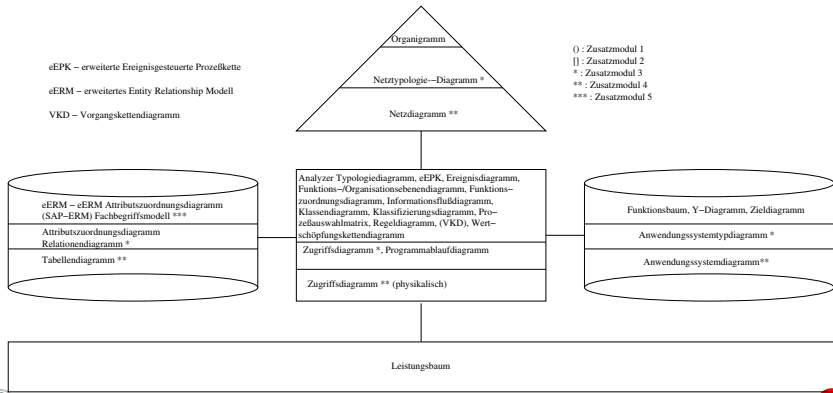 Organigramm
Netztypologie-–Diagramm *
Netzdiagramm **
eEPK – erweiterte Ereignisgesteuerte Prozeßkette
eERM – erweitertes Entity Relationship Modell
VKD – Vorgangskettendiagramm
() : Zusatzmodul 1
[] : Zusatzmodul 2
* : Zusatzmodul 3
** : Zusatzmodul 4
*** : Zusatzmodul 5
eERM – eERM Attributszuordnungsdiagramm
(SAP–ERM) Fachbegriffsmodell ***
Attributszuordnungsdiagramm
Relationendiagramm *
Tabellendiagramm **
Analyzer Typologiediagramm, eEPK, Ereignisdiagramm,
Funktions–/Organisationsebenendiagramm, Funktions–
zuordnungsdiagramm, Informationsflußdiagramm,
Klassendiagramm, Klassifizierungsdiagramm, Pro–
zeßauswahlmatrix, Regeldiagramm, (VKD), Wert–
schöpfungskettendiagramm
Zugriffsdiagramm *, Programmablaufdiagramm
Zugriffsdiagramm ** (physikalisch)
Funktionsbaum, Y–Diagramm, Zieldiagramm
Anwendungssystemtypdiagramm *
Anwendungssystemdiagramm**
Leistungsbaum